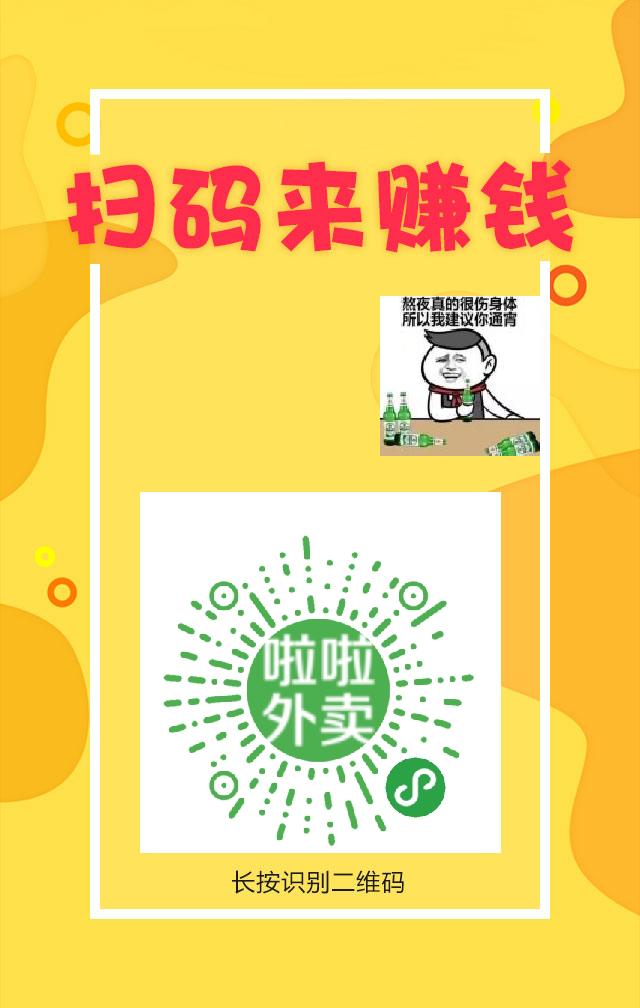 扫码来赚钱
熬夜真的很伤身体
所以我建议你通宵
啦啦
外卖
长按识别二维码